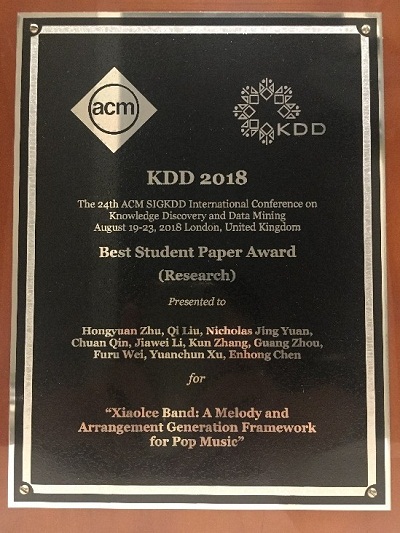 acm
KDD
KDD 2018
The 24th ACM SIGKDD International Conference on
Knowledge Discovery and Data Mining
August 19-23, 2018 London, United Kingdom
Best Student Paper Award
(Research)
Presented to
Hongyuan Zhu, Qi Liu, Nicholas Jing Yuan,
Chuan Qin, Jiawei Li, Kun Zhang, Guang Zhou,
Furu Wei, Yuanchun Xu, Enhong Chen
for
“XiaoIce Band: A Melody and
Arrangement Generation Framework
for Pop Music”